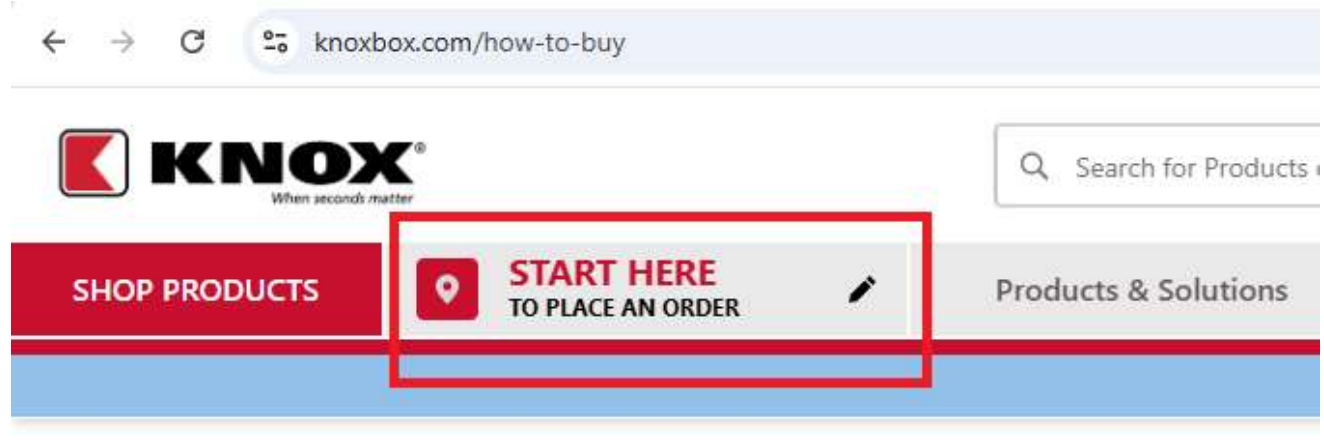 knoxbox.com/how-to-buy
KNOX®
When seconds matter
Search for Products
SHOP PRODUCTS
START HERE
TO PLACE AN ORDER
Products & Solutions